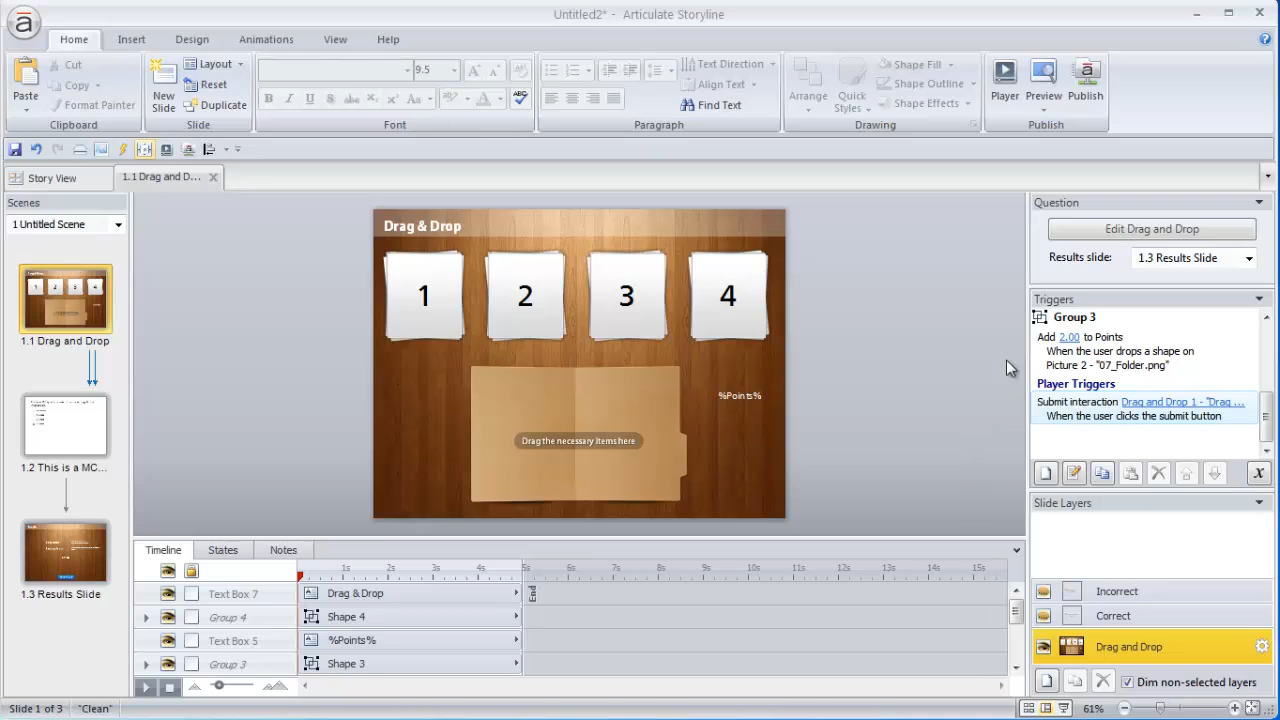 Untitled2* - Articulate Storyline
Home Insert Design Animations View Help
Paste
Cut
Copy
Format Painter
Clipboard
New Slide
Layout
Reset
Duplicate
Slide
9.5
B I U S abc
Aa
A
ABC
Font
Text Direction
Align Text
Find Text
Paragraph
Arrange
Quick Styles
Shape Fill
Shape Outline
Shape Effects
Drawing
Player
Preview
Publish
Publish
Story View
1.1 Drag and D...
Scenes
1 Untitled Scene
1.1 Drag and Drop
1.2 This is a MC...
1.3 Results Slide
Drag & Drop
1 2 3 4
%Points%
Drag the necessary items here
Question
Edit Drag and Drop
Results slide: 1.3 Results Slide
Triggers
Group 3
Add 2.00 to Points
When the user drops a shape on
Picture 2 - "07_Folder.png"
Player Triggers
Submit interaction Drag and Drop 1 - "Drag ...
When the user clicks the submit button
x
Slide Layers
Incorrect
Correct
Drag and Drop
Dim non-selected layers
Timeline States Notes
1s 2s 3s 4s 5s 6s 7s 8s 9s 10s 11s 12s 13s 14s 15s
Text Box 7 Drag & Drop
End
Group 4 Shape 4
Text Box 5 %Points%
Group 3 Shape 3
Slide 1 of 3 "Clean" 61%